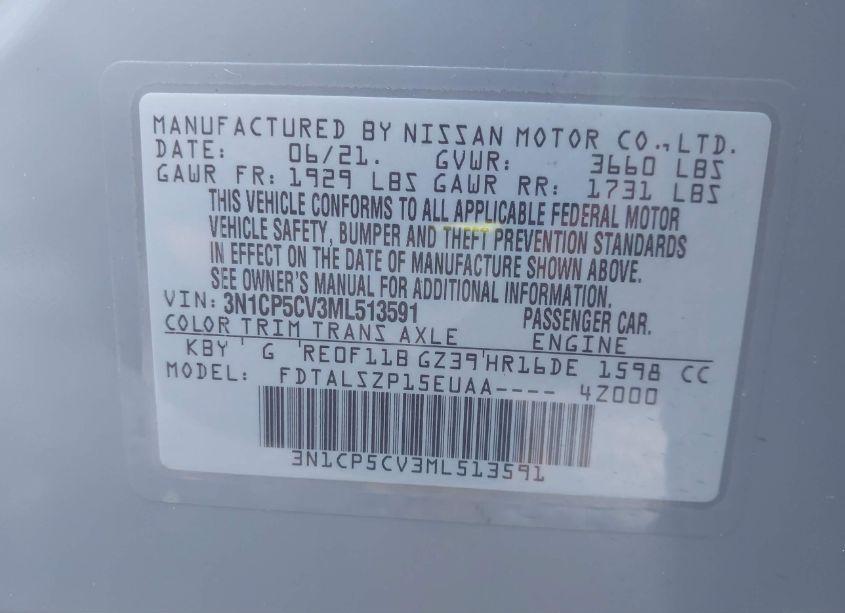 MANUFACTURED BY NISSAN MOTOR CO., LTD.
DATE: 06/21. GVWR: 3660 LBS
GAWR FR: 1929 LBS GAWR RR: 1731 LBS
THIS VEHICLE CONFORMS TO ALL APPLICABLE FEDERAL MOTOR
VEHICLE SAFETY, BUMPER AND THEFT PREVENTION STANDARDS
IN EFFECT ON THE DATE OF MANUFACTURE SHOWN ABOVE.
SEE OWNER'S MANUAL FOR ADDITIONAL INFORMATION.
VIN: 3N1CP5CV3ML513591 PASSENGER CAR.
COLOR TRIM TRANS AXLE ENGINE
KBY G RE0F11B GZ39 HR16DE 1598 CC
MODEL: FDTALSZP15EUAA---- 4Z000
3N1CP5CV3ML513591